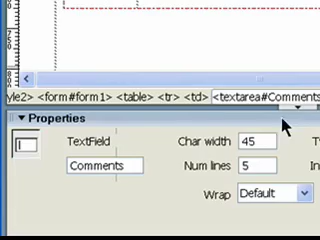 yle2> <form#form1> <table> <tr> <td> <textarea#Comments
Properties
TextField Char width 45
Comments Num lines 5
Wrap Default